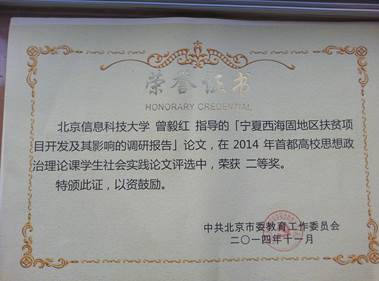 荣誉证书
HONORARY CREDENTIAL
北京信息科技大学 曾毅红 指导的「宁夏西海固地区扶贫项
目开发及其影响的调研报告」论文，在 2014 年首都高校思想政
治理论课学生社会实践论文评选中，荣获 二等奖。
特颁此证，以资鼓励。
中共北京市委教育工作委员会
二〇一四年十一月